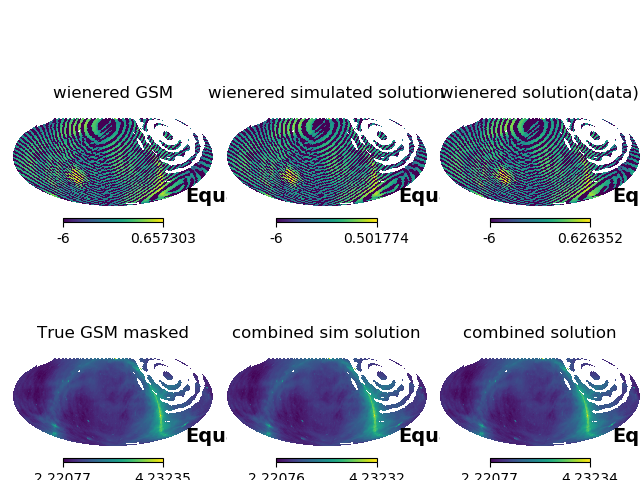 wienered GSM
wienered simulated solution
wienered solution(data)
Equ
Equ
Eq
-6 0.657303
-6 0.501774
-6 0.626352
True GSM masked
combined sim solution
combined solution
Equ
Equ
Eq
2.22077 4.23235
2.22076 4.23232
2.22077 4.23234